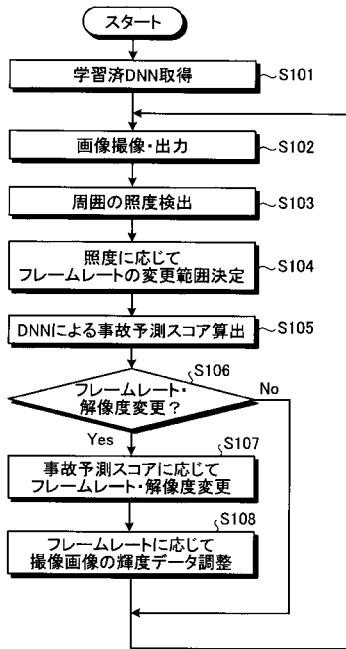 スタート
学習済DNN取得
S101
画像撮像・出力
S102
周囲の照度検出
S103
照度に応じて
フレームレートの変更範囲決定
S104
DNNによる事故予測スコア算出
S105
S106
フレームレート・
解像度変更?
No
Yes
S107
事故予測スコアに応じて
フレームレート・解像度変更
S108
フレームレートに応じて
撮像画像の輝度データ調整